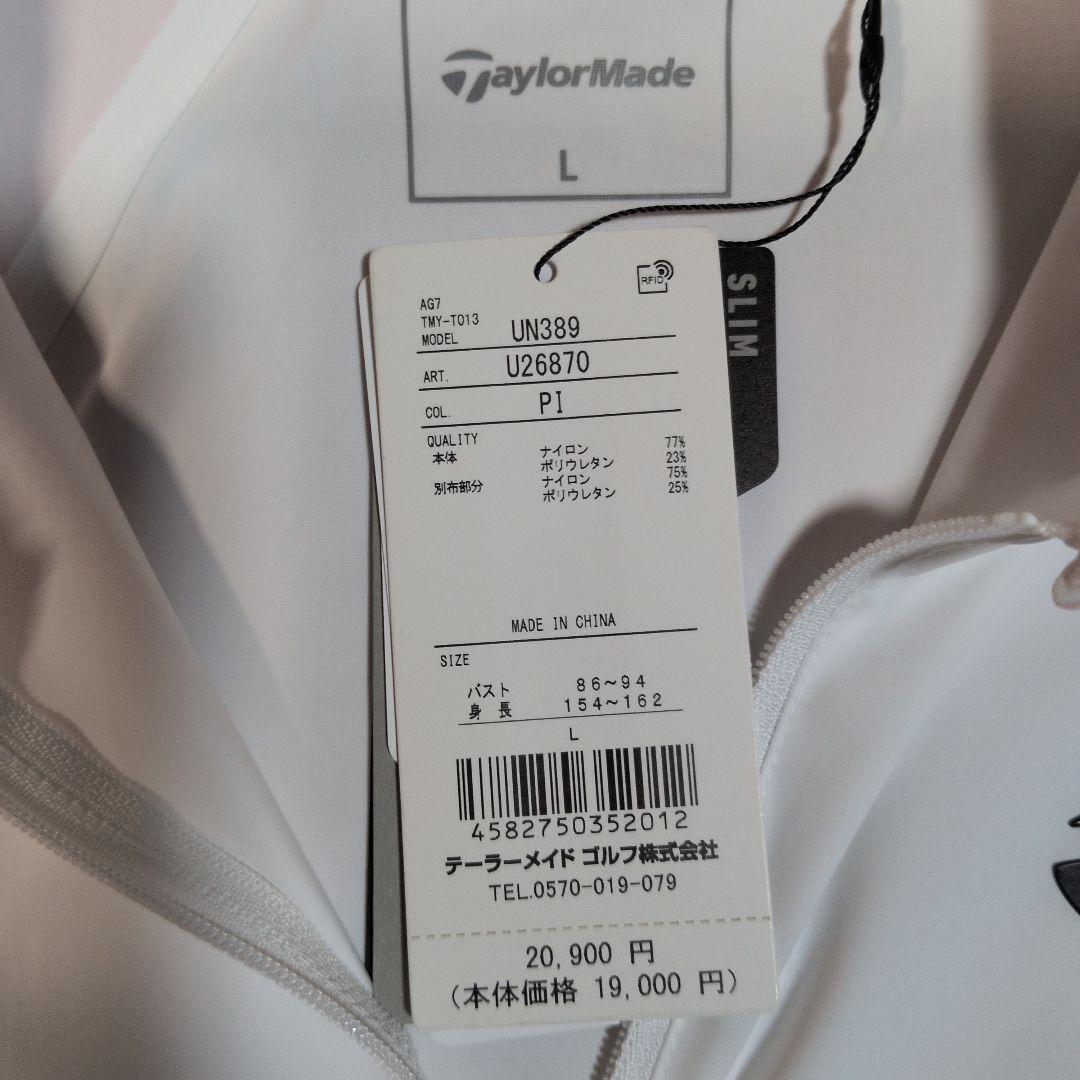 TaylorMade
L
SLIM
RFID
AG7
TMY-T013
MODEL UN389
ART. U26870
COL. PI
QUALITY
本体 ナイロン 77%
ポリウレタン 23%
別布部分 ナイロン 75%
ポリウレタン 25%
MADE IN CHINA
SIZE
バスト 86～94
身長 154～162
L
4582750352012
テーラーメイド ゴルフ株式会社
TEL.0570-019-079
20,900 円
(本体価格 19,000 円)